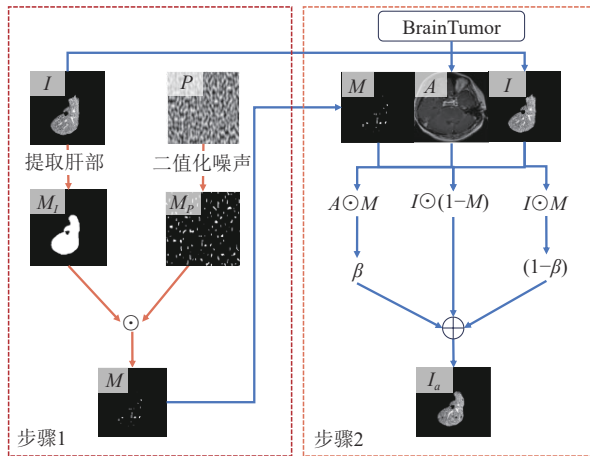 I
P
提取肝部
二值化噪声
M_I
M_P
⊙
M
步骤1
BrainTumor
M
A
I
A⊙M
I⊙(1−M)
I⊙M
β
(1−β)
⊕
I_a
步骤2